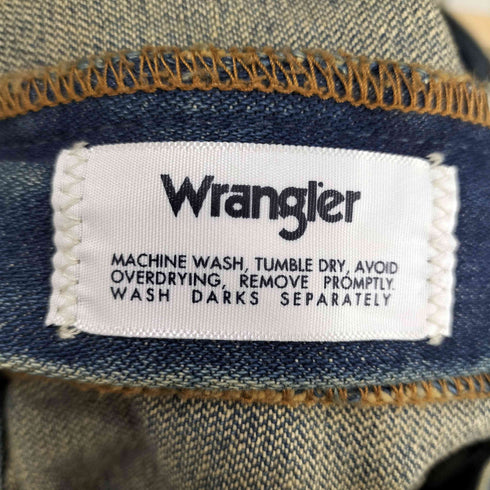 Wrangler
MACHINE WASH, TUMBLE DRY, AVOID
OVERDRYING, REMOVE PROMPTLY.
WASH DARKS SEPARATELY